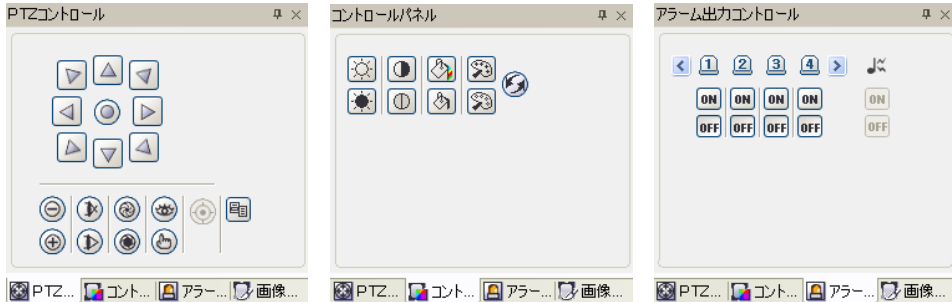 PTZコントロール
コントロールパネル
アラーム出力コントロール
1 2 3 4
ON ON ON ON ON
OFF OFF OFF OFF OFF
PTZ... コント... アラー... 画像...
PTZ... コント... アラー... 画像...
PTZ... コント... アラー... 画像...